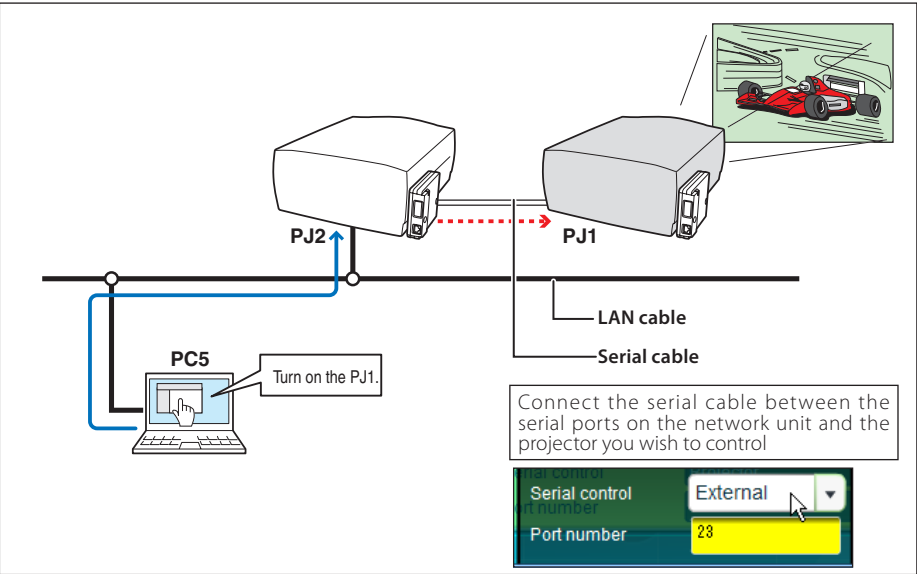 PJ2
PJ1
LAN cable
Serial cable
PC5
Turn on the PJ1.
Connect the serial cable between the
serial ports on the network unit and the
projector you wish to control
Serial control
External
Port number
23